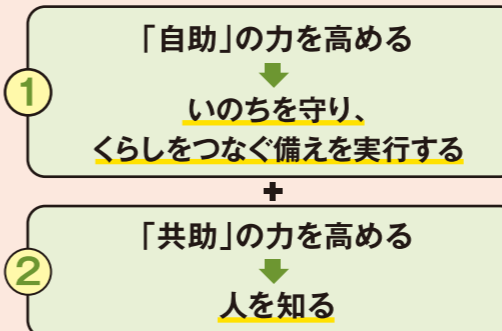 1
「自助」の力を高める
いのちを守り、
くらしをつなぐ備えを実行する
+
2
「共助」の力を高める
人を知る